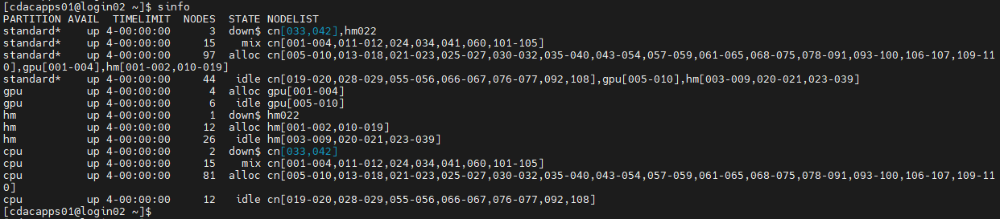 [cdacapps01@login02 ~]$ sinfo
PARTITION AVAIL  TIMELIMIT  NODES  STATE NODELIST
standard*    up 4-00:00:00      3  down$ cn[033,042],hm022
standard*    up 4-00:00:00     15    mix cn[001-004,011-012,024,034,041,060,101-105]
standard*    up 4-00:00:00     97  alloc cn[005-010,013-018,021-023,025-027,030-032,035-040,043-054,057-059,061-065,068-075,078-091,093-100,106-107,109-11
0],gpu[001-004],hm[001-002,010-019]
standard*    up 4-00:00:00     44   idle cn[019-020,028-029,055-056,066-067,076-077,092,108],gpu[005-010],hm[003-009,020-021,023-039]
gpu          up 4-00:00:00      4  alloc gpu[001-004]
gpu          up 4-00:00:00      6   idle gpu[005-010]
hm           up 4-00:00:00      1  down$ hm022
hm           up 4-00:00:00     12  alloc hm[001-002,010-019]
hm           up 4-00:00:00     26   idle hm[003-009,020-021,023-039]
cpu          up 4-00:00:00      2  down$ cn[033,042]
cpu          up 4-00:00:00     15    mix cn[001-004,011-012,024,034,041,060,101-105]
cpu          up 4-00:00:00     81  alloc cn[005-010,013-018,021-023,025-027,030-032,035-040,043-054,057-059,061-065,068-075,078-091,093-100,106-107,109-11
0]
cpu          up 4-00:00:00     12   idle cn[019-020,028-029,055-056,066-067,076-077,092,108]
[cdacapps01@login02 ~]$